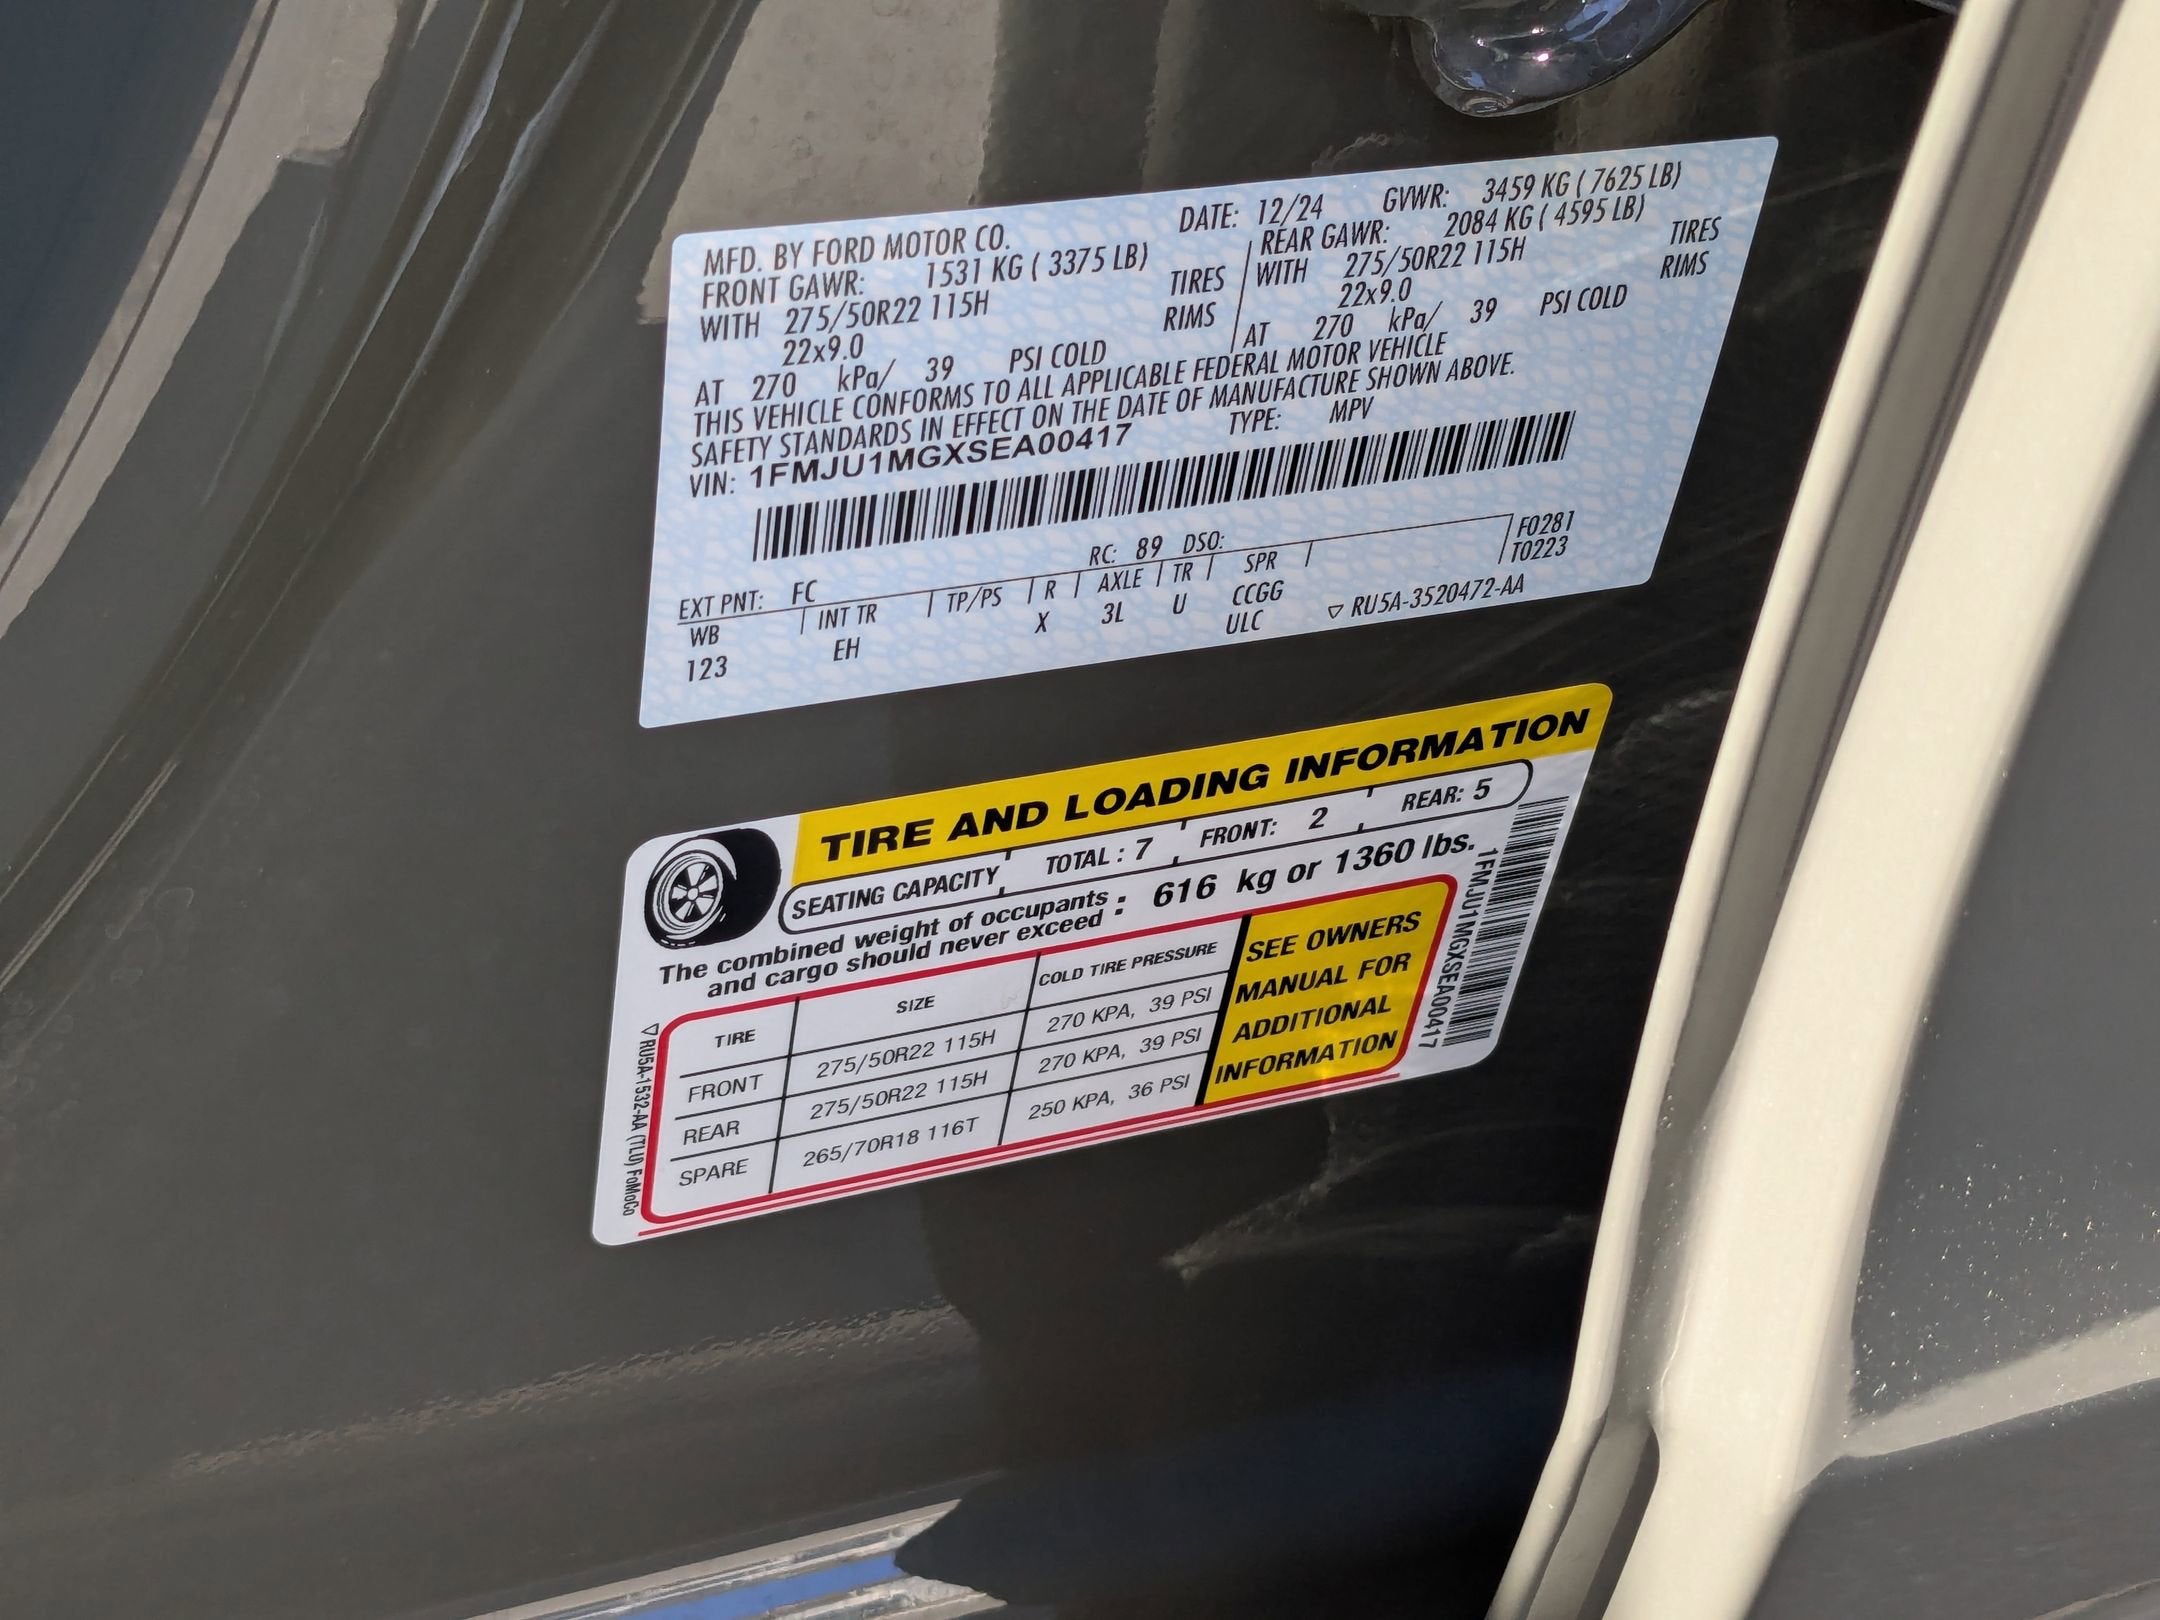 MFD. BY FORD MOTOR CO. DATE: 12/24 GVWR: 3459 KG ( 7625 LB)
FRONT GAWR: 1531 KG ( 3375 LB) REAR GAWR: 2084 KG ( 4595 LB)
WITH 275/50R22 115H TIRES WITH 275/50R22 115H TIRES
22x9.0 RIMS 22x9.0 RIMS
AT 270 kPa/ 39 PSI COLD AT 270 kPa/ 39 PSI COLD
THIS VEHICLE CONFORMS TO ALL APPLICABLE FEDERAL MOTOR VEHICLE
SAFETY STANDARDS IN EFFECT ON THE DATE OF MANUFACTURE SHOWN ABOVE.
VIN: 1FMJU1MGXSEA00417 TYPE: MPV
EXT PNT: FC RC: 89 DSO: F0281
WB INT TR TP/PS R AXLE TR SPR T0223
123 EH X 3L U CCGG
ULC ▽ RU5A-3520472-AA
TIRE AND LOADING INFORMATION
SEATING CAPACITY TOTAL : 7 FRONT: 2 REAR: 5
The combined weight of occupants
and cargo should never exceed : 616 kg or 1360 lbs.
TIRE SIZE COLD TIRE PRESSURE
FRONT 275/50R22 115H 270 KPA, 39 PSI
REAR 275/50R22 115H 270 KPA, 39 PSI
SPARE 265/70R18 116T 250 KPA, 36 PSI
SEE OWNERS
MANUAL FOR
ADDITIONAL
INFORMATION
1FMJU1MGXSEA00417
▽ RU5A-1532-AA (TLU) FoMoCo